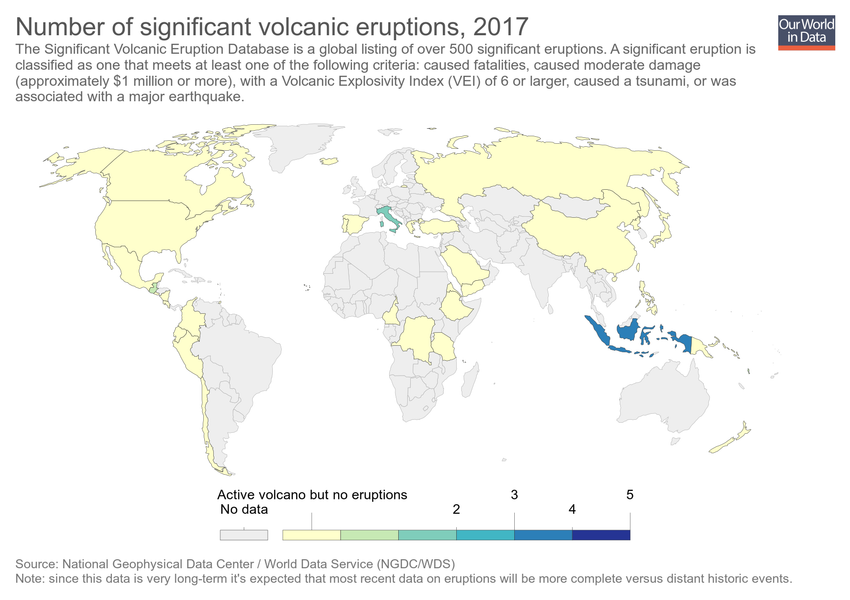 Number of significant volcanic eruptions, 2017
Our World
in Data
The Significant Volcanic Eruption Database is a global listing of over 500 significant eruptions. A significant eruption is
classified as one that meets at least one of the following criteria: caused fatalities, caused moderate damage
(approximately $1 million or more), with a Volcanic Explosivity Index (VEI) of 6 or larger, caused a tsunami, or was
associated with a major earthquake.
Active volcano but no eruptions 3 5
No data 2 4
Source: National Geophysical Data Center / World Data Service (NGDC/WDS)
Note: since this data is very long-term it's expected that most recent data on eruptions will be more complete versus distant historic events.